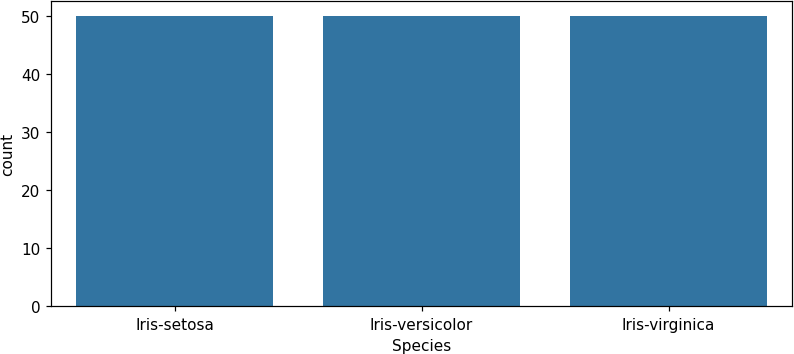 50
40
30
20
10
0
count
Iris-setosa
Iris-versicolor
Iris-virginica
Species